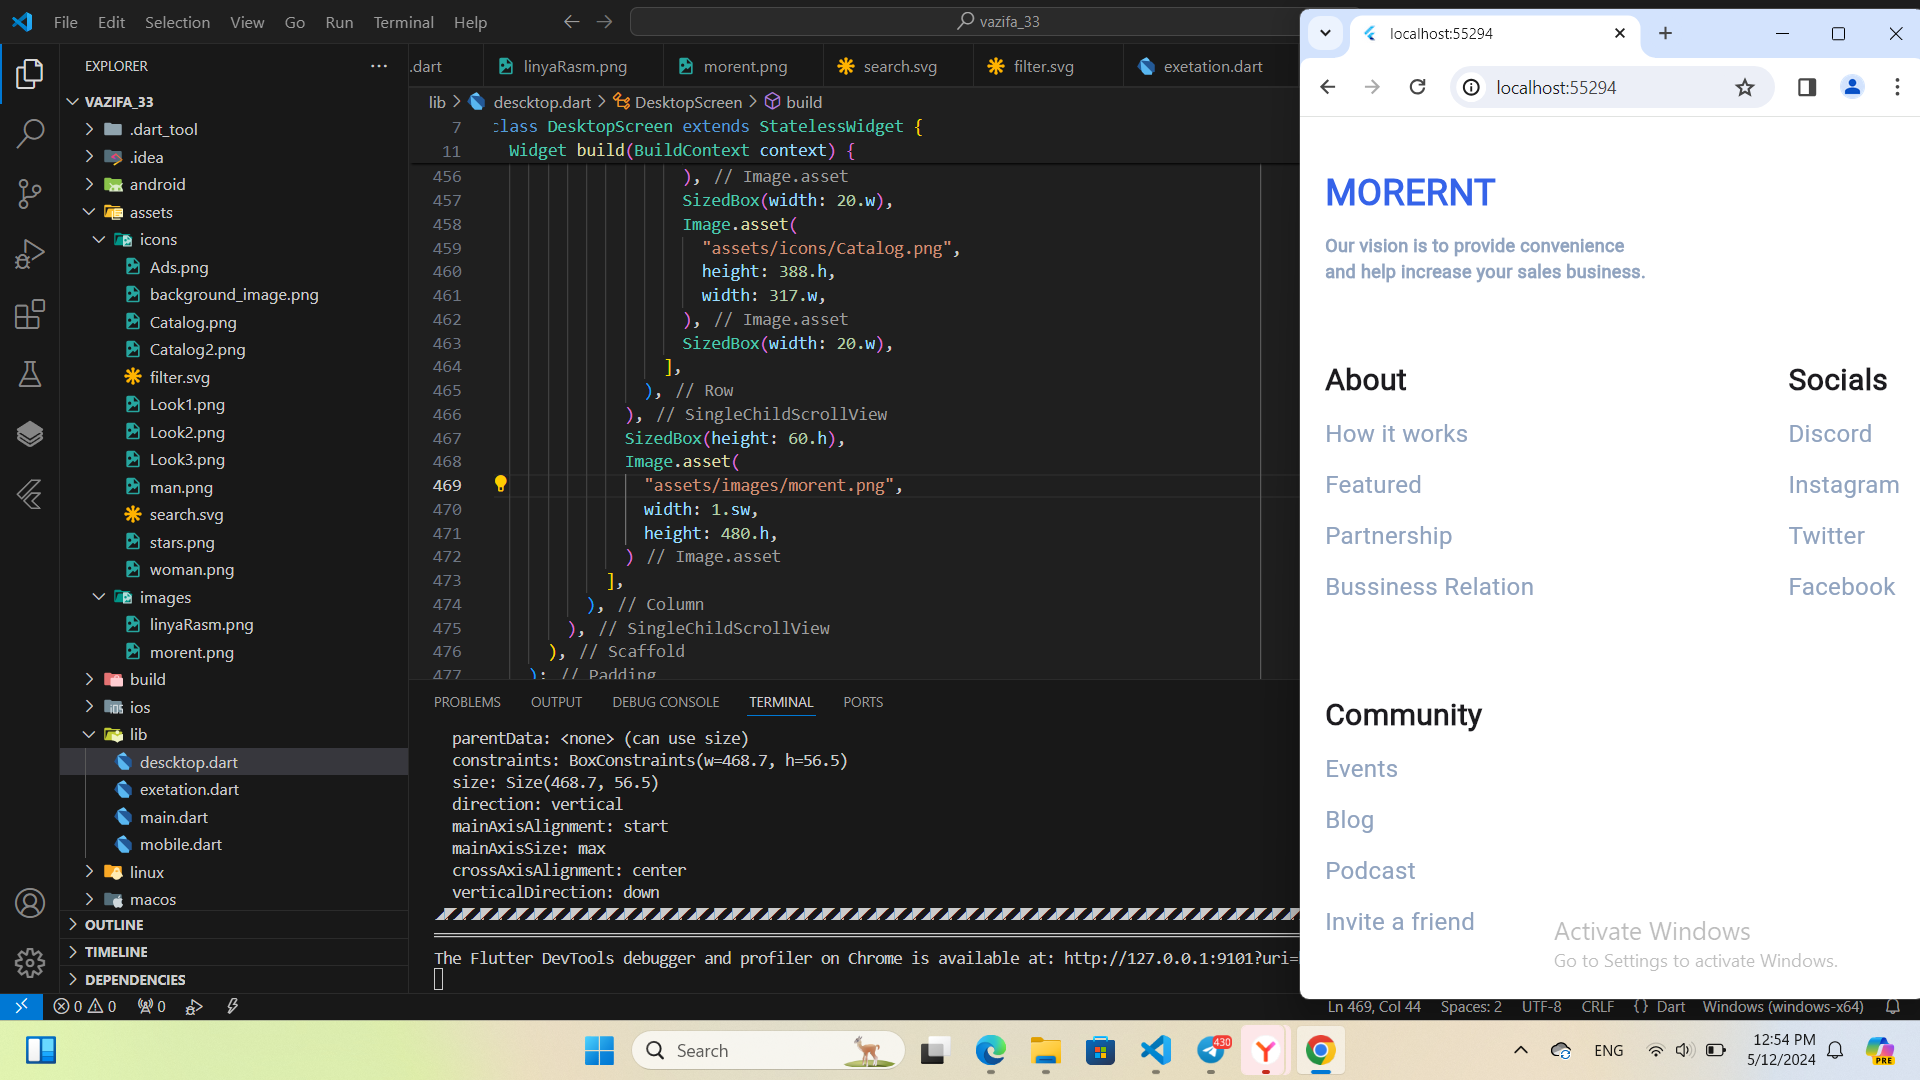 File Edit Selection View Go Run Terminal Help
vazifa_33
EXPLORER
VAZIFA_33
.dart_tool
.idea
android
assets
icons
Ads.png
background_image.png
Catalog.png
Catalog2.png
filter.svg
Look1.png
Look2.png
Look3.png
man.png
search.svg
stars.png
woman.png
images
linyaRasm.png
morent.png
build
ios
lib
descktop.dart
exetation.dart
main.dart
mobile.dart
linux
macos
OUTLINE
TIMELINE
DEPENDENCIES
.dart linyaRasm.png morent.png search.svg filter.svg exetation.dart
lib > descktop.dart > DesktopScreen > build
7 class DesktopScreen extends StatelessWidget {
11 Widget build(BuildContext context) {
456 ), // Image.asset
457 SizedBox(width: 20.w),
458 Image.asset(
459 "assets/icons/Catalog.png",
460 height: 388.h,
461 width: 317.w,
462 ), // Image.asset
463 SizedBox(width: 20.w),
464 ],
465 ), // Row
466 ), // SingleChildScrollView
467 SizedBox(height: 60.h),
468 Image.asset(
469 "assets/images/morent.png",
470 width: 1.sw,
471 height: 480.h,
472 ) // Image.asset
473 ],
474 ), // Column
475 ), // SingleChildScrollView
476 ), // Scaffold
477 ); // Padding
PROBLEMS OUTPUT DEBUG CONSOLE TERMINAL PORTS
parentData: <none> (can use size)
constraints: BoxConstraints(w=468.7, h=56.5)
size: Size(468.7, 56.5)
direction: vertical
mainAxisAlignment: start
mainAxisSize: max
crossAxisAlignment: center
verticalDirection: down
The Flutter DevTools debugger and profiler on Chrome is available at: http://127.0.0.1:9101?uri=
0 0 0
Ln 469, Col 44 Spaces: 2 UTF-8 CRLF {} Dart Windows (windows-x64)
localhost:55294
localhost:55294
MORERNT
Our vision is to provide convenience
and help increase your sales business.
About
How it works
Featured
Partnership
Bussiness Relation
Socials
Discord
Instagram
Twitter
Facebook
Community
Events
Blog
Podcast
Invite a friend
Activate Windows
Go to Settings to activate Windows.
Search
430
ENG
12:54 PM
5/12/2024
PRE